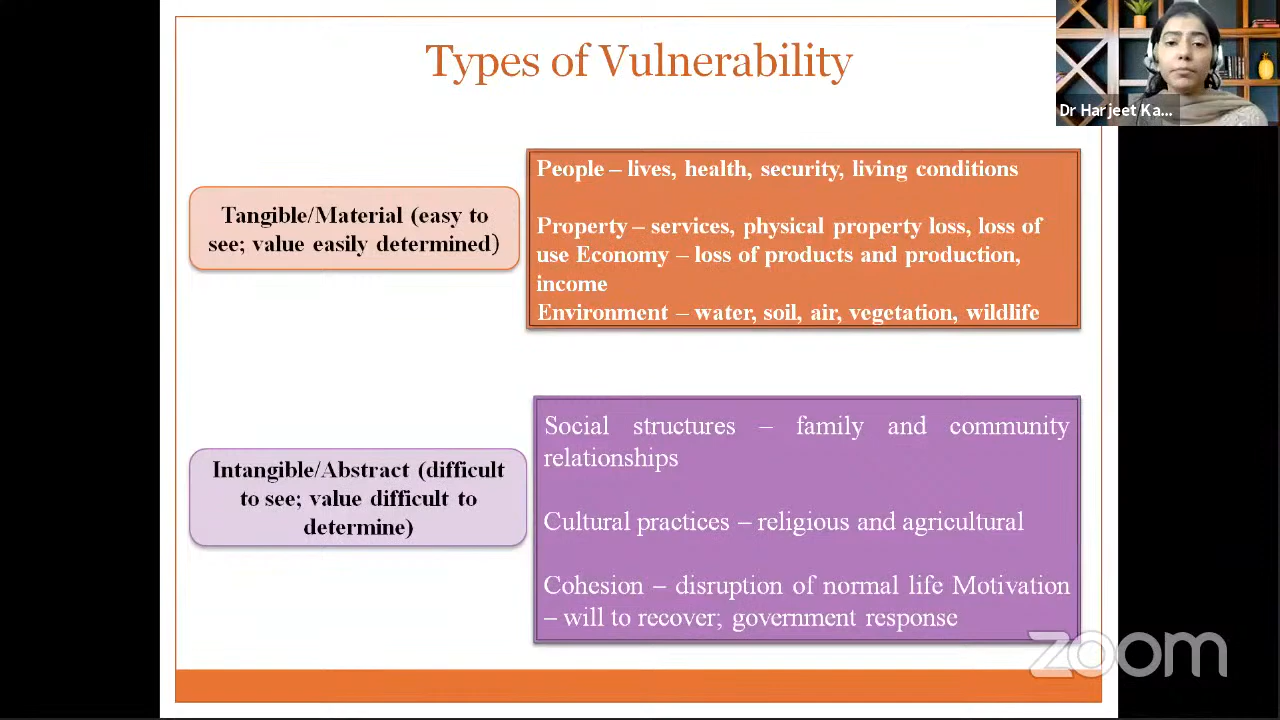 Types of Vulnerability
Dr Harjeet Ka...
Tangible/Material (easy to
see; value easily determined)
People – lives, health, security, living conditions
Property – services, physical property loss, loss of
use Economy – loss of products and production,
income
Environment – water, soil, air, vegetation, wildlife
Intangible/Abstract (difficult
to see; value difficult to
determine)
Social structures – family and community
relationships
Cultural practices – religious and agricultural
Cohesion – disruption of normal life Motivation
– will to recover; government response
zoom